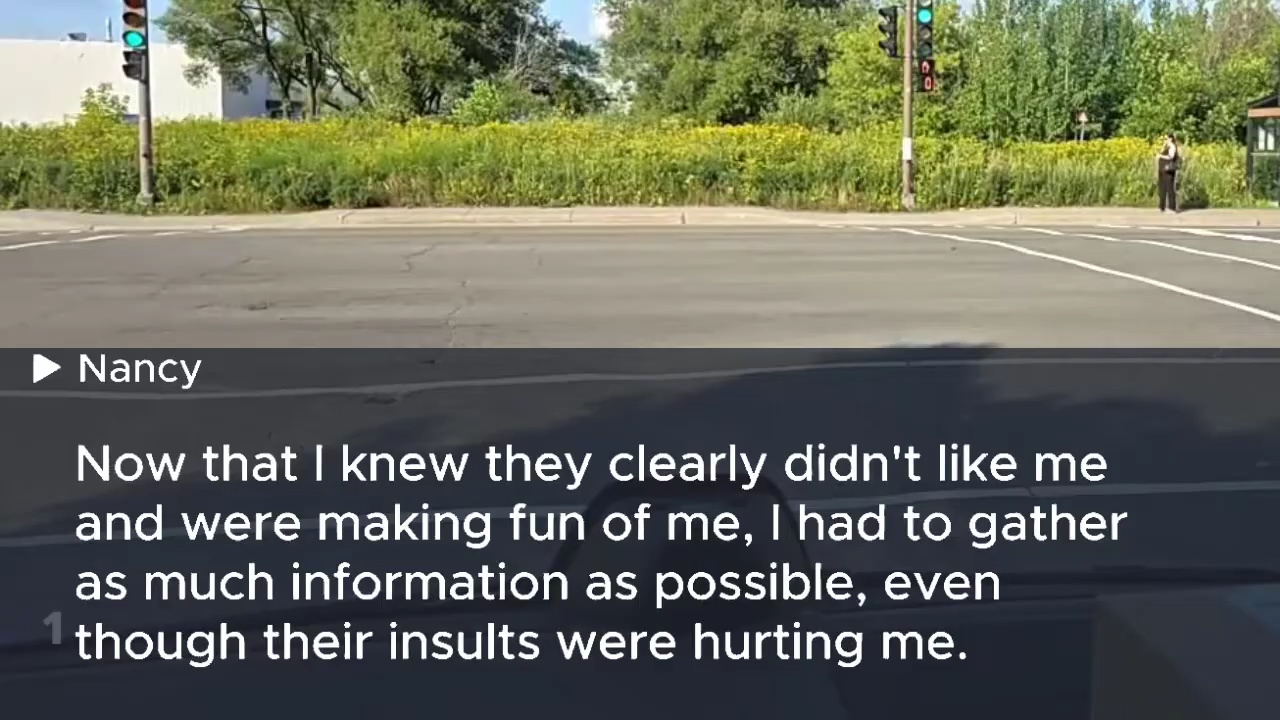 Nancy
Now that I knew they clearly didn't like me
and were making fun of me, I had to gather
as much information as possible, even
1
though their insults were hurting me.